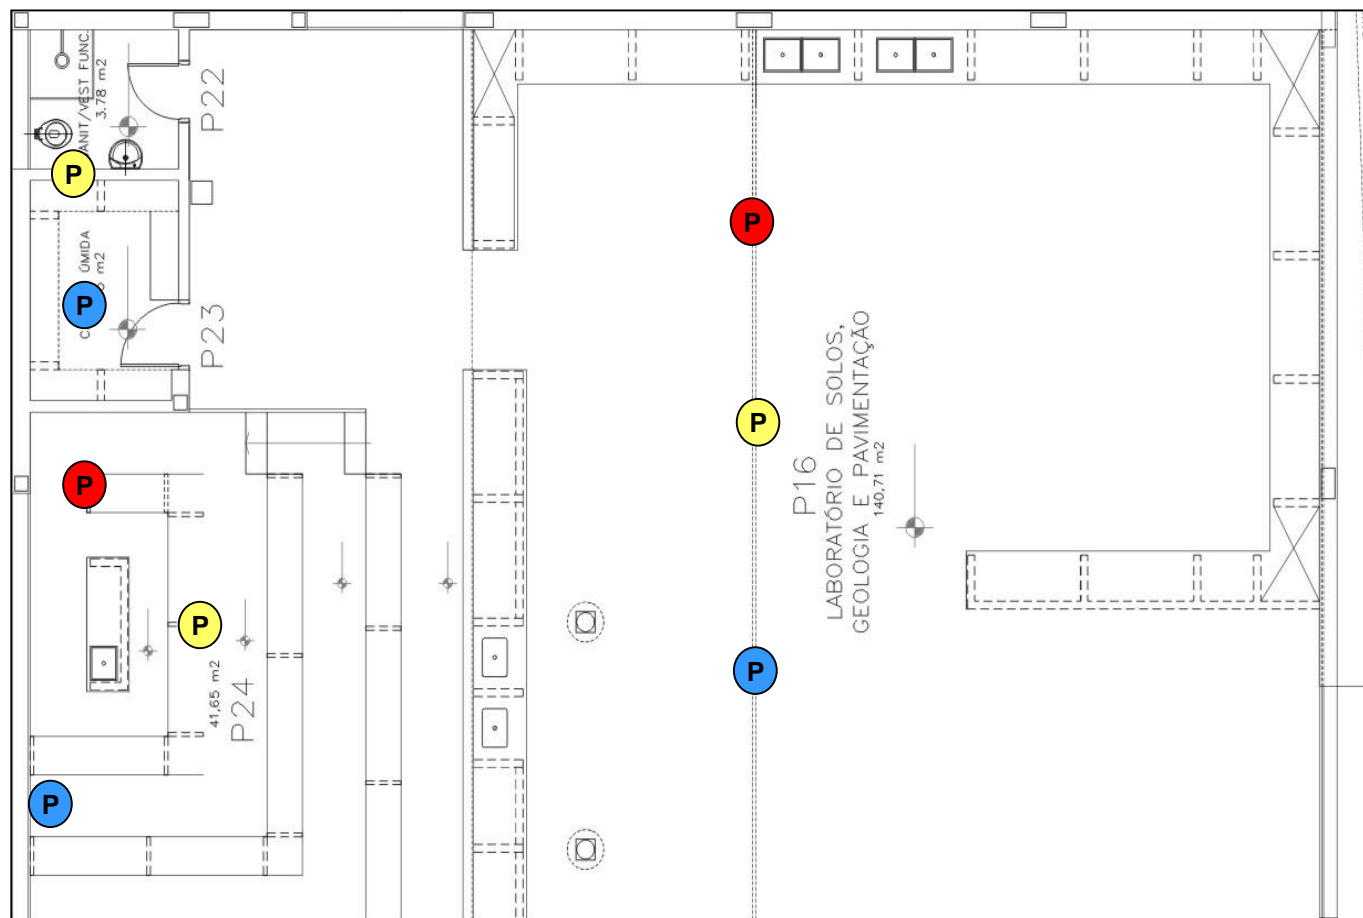 ANIT/VEST FUNC.
3.78 m2
P22
P
ÚMIDA
m2
P
P23
P
P
41,65 m2
P24
P
P
P
P16
LABORATÓRIO DE SOLOS,
GEOLOGIA E PAVIMENTAÇÃO
140,71 m2
P